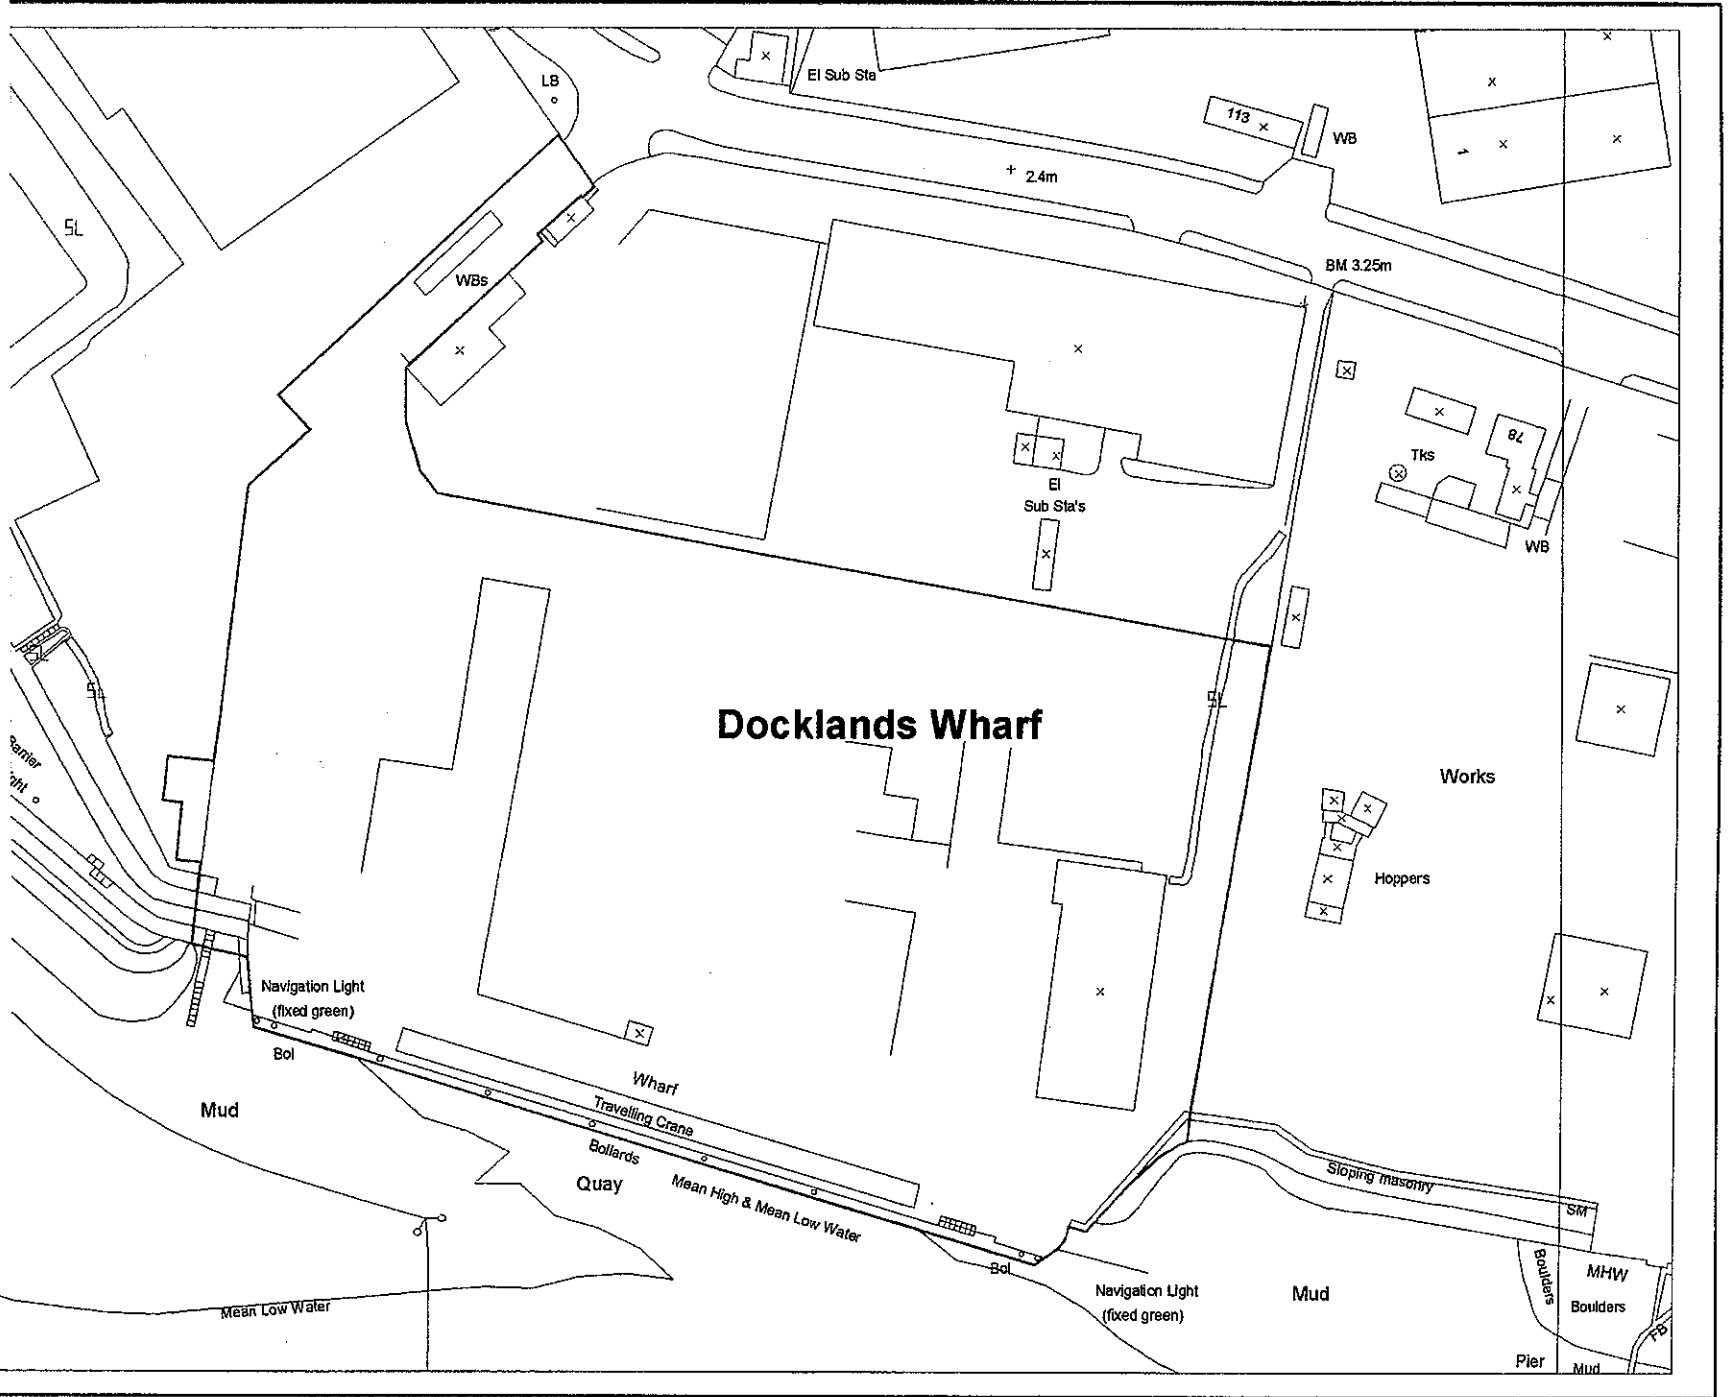 LB
El Sub Sta
113
WB
1
2.4m
SL
WBs
BM 3.25m
78
Tks
El
Sub Sta's
WB
SL
SL
Docklands Wharf
Barrier
Works
Hoppers
Navigation Light
(fixed green)
Bol
Mud
Wharf
Travelling Crane
Bollards
Quay
Mean High & Mean Low Water
Sloping masonry
SM
Bol
Navigation Light
(fixed green)
Mud
Boulders
MHW
Boulders
Mean Low Water
FB
Pier
Mud